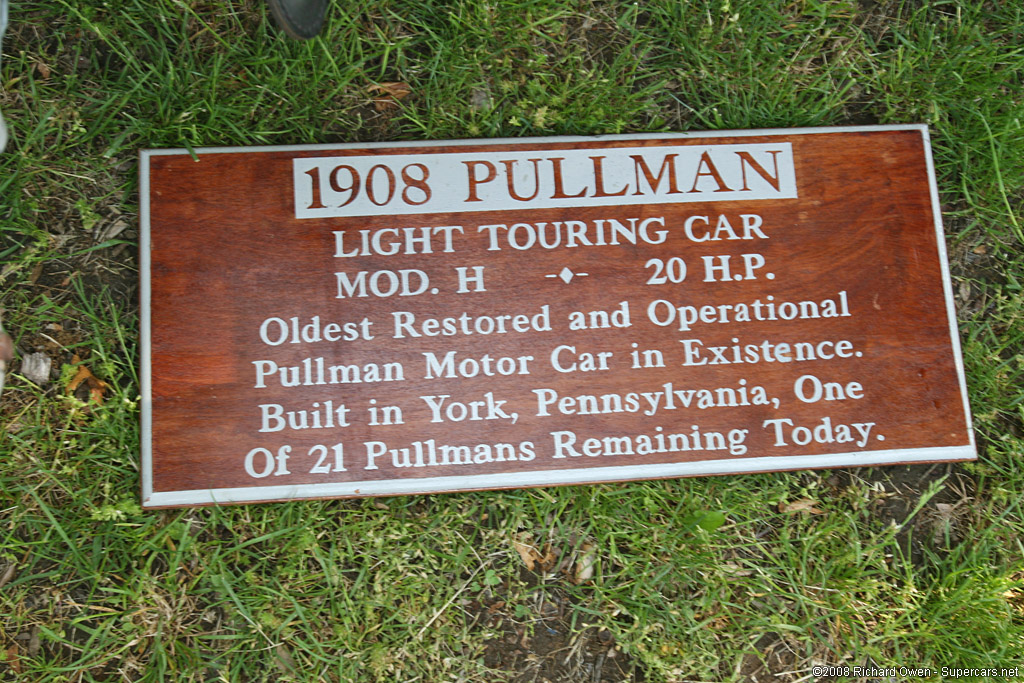 1908 PULLMAN
LIGHT TOURING CAR
MOD. H -♦- 20 H.P.
Oldest Restored and Operational
Pullman Motor Car in Existence.
Built in York, Pennsylvania, One
Of 21 Pullmans Remaining Today.
©2008 Richard Owen - Supercars.net